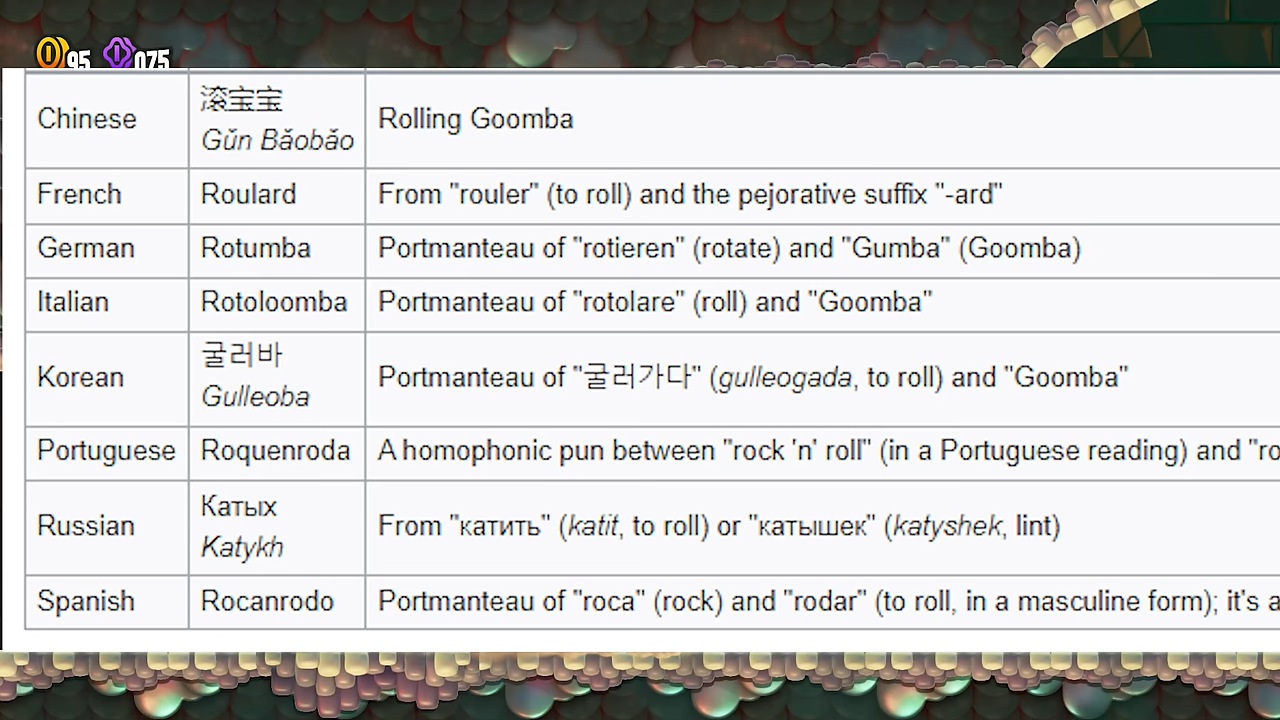 95 075
Chinese
滚宝宝
Gǔn Bǎobǎo
Rolling Goomba
French
Roulard
From "rouler" (to roll) and the pejorative suffix "-ard"
German
Rotumba
Portmanteau of "rotieren" (rotate) and "Gumba" (Goomba)
Italian
Rotoloomba
Portmanteau of "rotolare" (roll) and "Goomba"
Korean
굴러바
Gulleoba
Portmanteau of "굴러가다" (gulleogada, to roll) and "Goomba"
Portuguese
Roquenroda
A homophonic pun between "rock 'n' roll" (in a Portuguese reading) and "ro
Russian
Катых
Katykh
From "катить" (katit, to roll) or "катышек" (katyshek, lint)
Spanish
Rocanrodo
Portmanteau of "roca" (rock) and "rodar" (to roll, in a masculine form); it's a